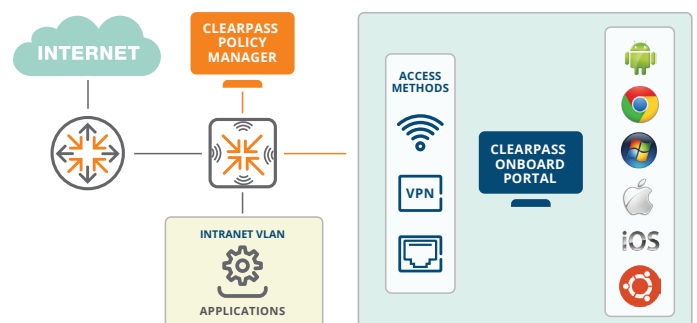 INTERNET
CLEARPASS
POLICY
MANAGER
INTRANET VLAN
APPLICATIONS
ACCESS
METHODS
VPN
CLEARPASS
ONBOARD
PORTAL
iOS